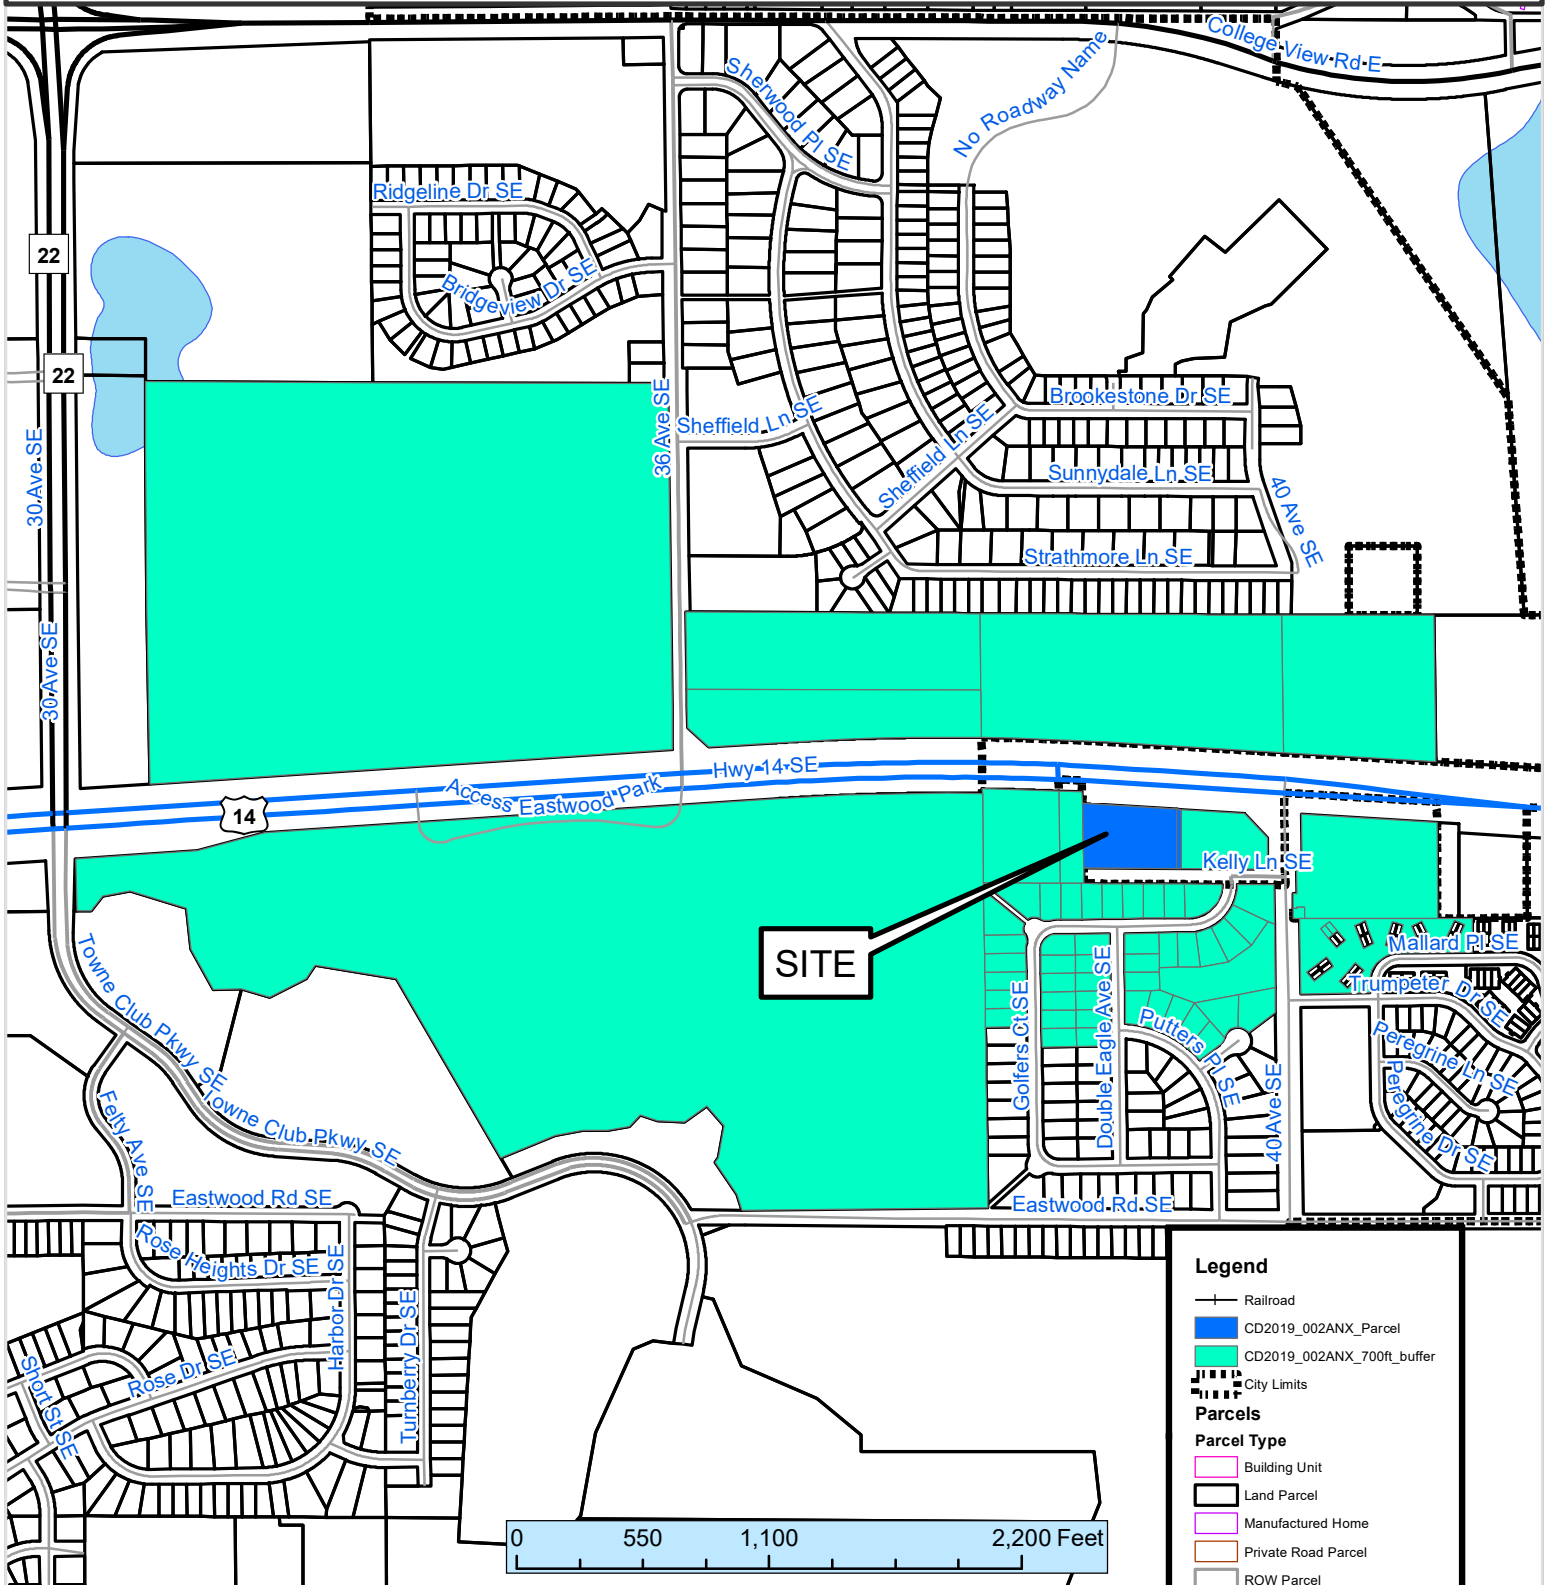 College View Rd E
No Roadway Name
Sherwood Pl SE
Ridgeline Dr SE
22
Bridgeview Dr SE
22
36 Ave SE
Brookestone Dr SE
Sheffield Ln SE
Sheffield Ln SE
30 Ave SE
Sunnydale Ln SE
40 Ave SE
Strathmore Ln SE
30 Ave SE
Hwy 14 SE
Access Eastwood Park
14
Kelly Ln SE
SITE
Mallard Pl SE
Towne Club Pkwy SE
Trumpeter Dr SE
Golfers Ct SE
Double Eagle Ave SE
Putters Pl SE
Peregrine Ln SE
40 Ave SE
Peregrine Dr SE
Towne Club Pkwy SE
Felty Ave SE
Eastwood Rd SE
Eastwood Rd SE
Rose Heights Dr SE
Harbor Dr SE
Turnberry Dr SE
Rose Dr SE
Short St SE
Legend
Railroad
CD2019_002ANX_Parcel
CD2019_002ANX_700ft_buffer
City Limits
Parcels
Parcel Type
Building Unit
Land Parcel
Manufactured Home
Private Road Parcel
ROW Parcel
0 550 1,100 2,200 Feet